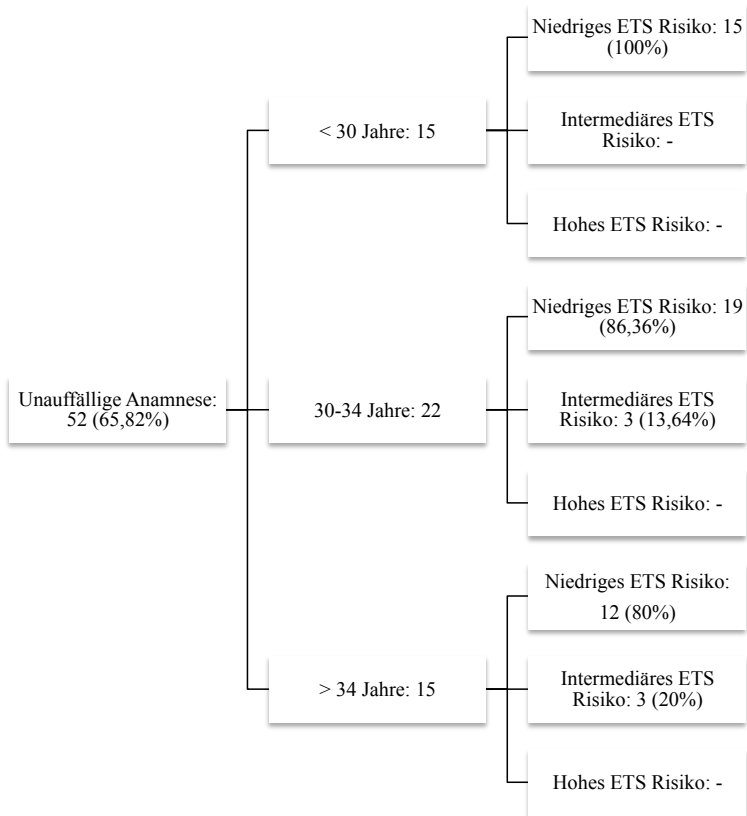 Unauffällige Anamnese:
52 (65,82%)
< 30 Jahre: 15
Niedriges ETS Risiko: 15
(100%)
Intermediäres ETS
Risiko: -
Hohes ETS Risiko: -
30-34 Jahre: 22
Niedriges ETS Risiko: 19
(86,36%)
Intermediäres ETS
Risiko: 3 (13,64%)
Hohes ETS Risiko: -
> 34 Jahre: 15
Niedriges ETS Risiko:
12 (80%)
Intermediäres ETS
Risiko: 3 (20%)
Hohes ETS Risiko: -